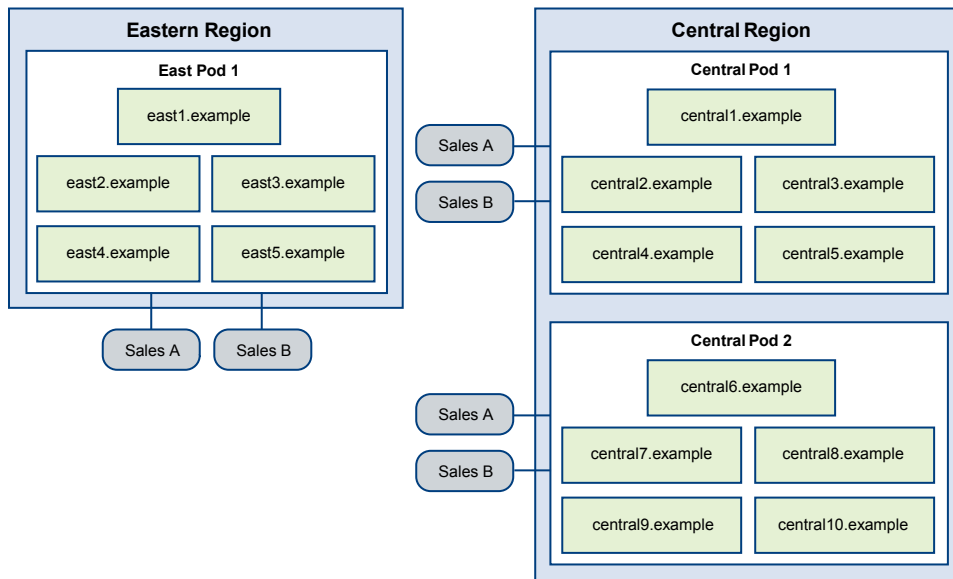 Eastern Region
East Pod 1
east1.example
east2.example
east3.example
east4.example
east5.example
Sales A
Sales B
Central Region
Central Pod 1
central1.example
Sales A
central2.example
central3.example
Sales B
central4.example
central5.example
Central Pod 2
central6.example
Sales A
central7.example
central8.example
Sales B
central9.example
central10.example